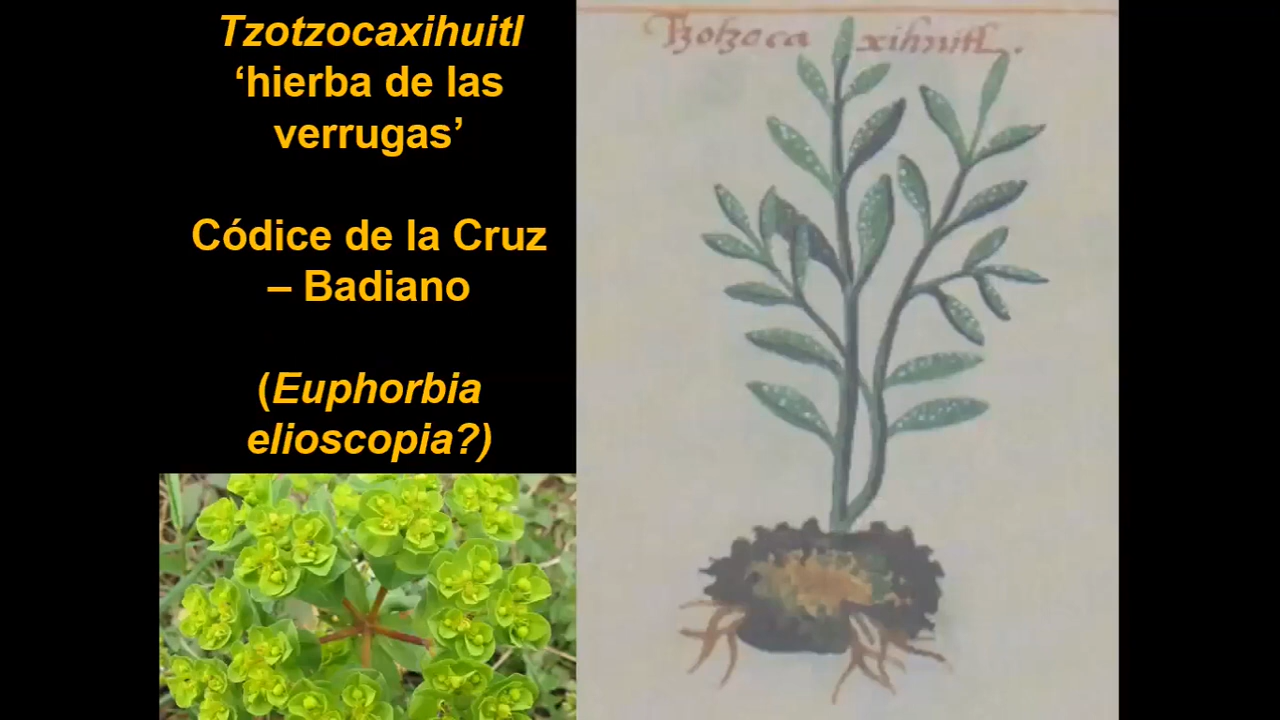 Tzotzocaxihuitl
‘hierba de las
verrugas’
Códice de la Cruz
– Badiano
(Euphorbia
elioscopia?)
Tzotzoca xihuitl.